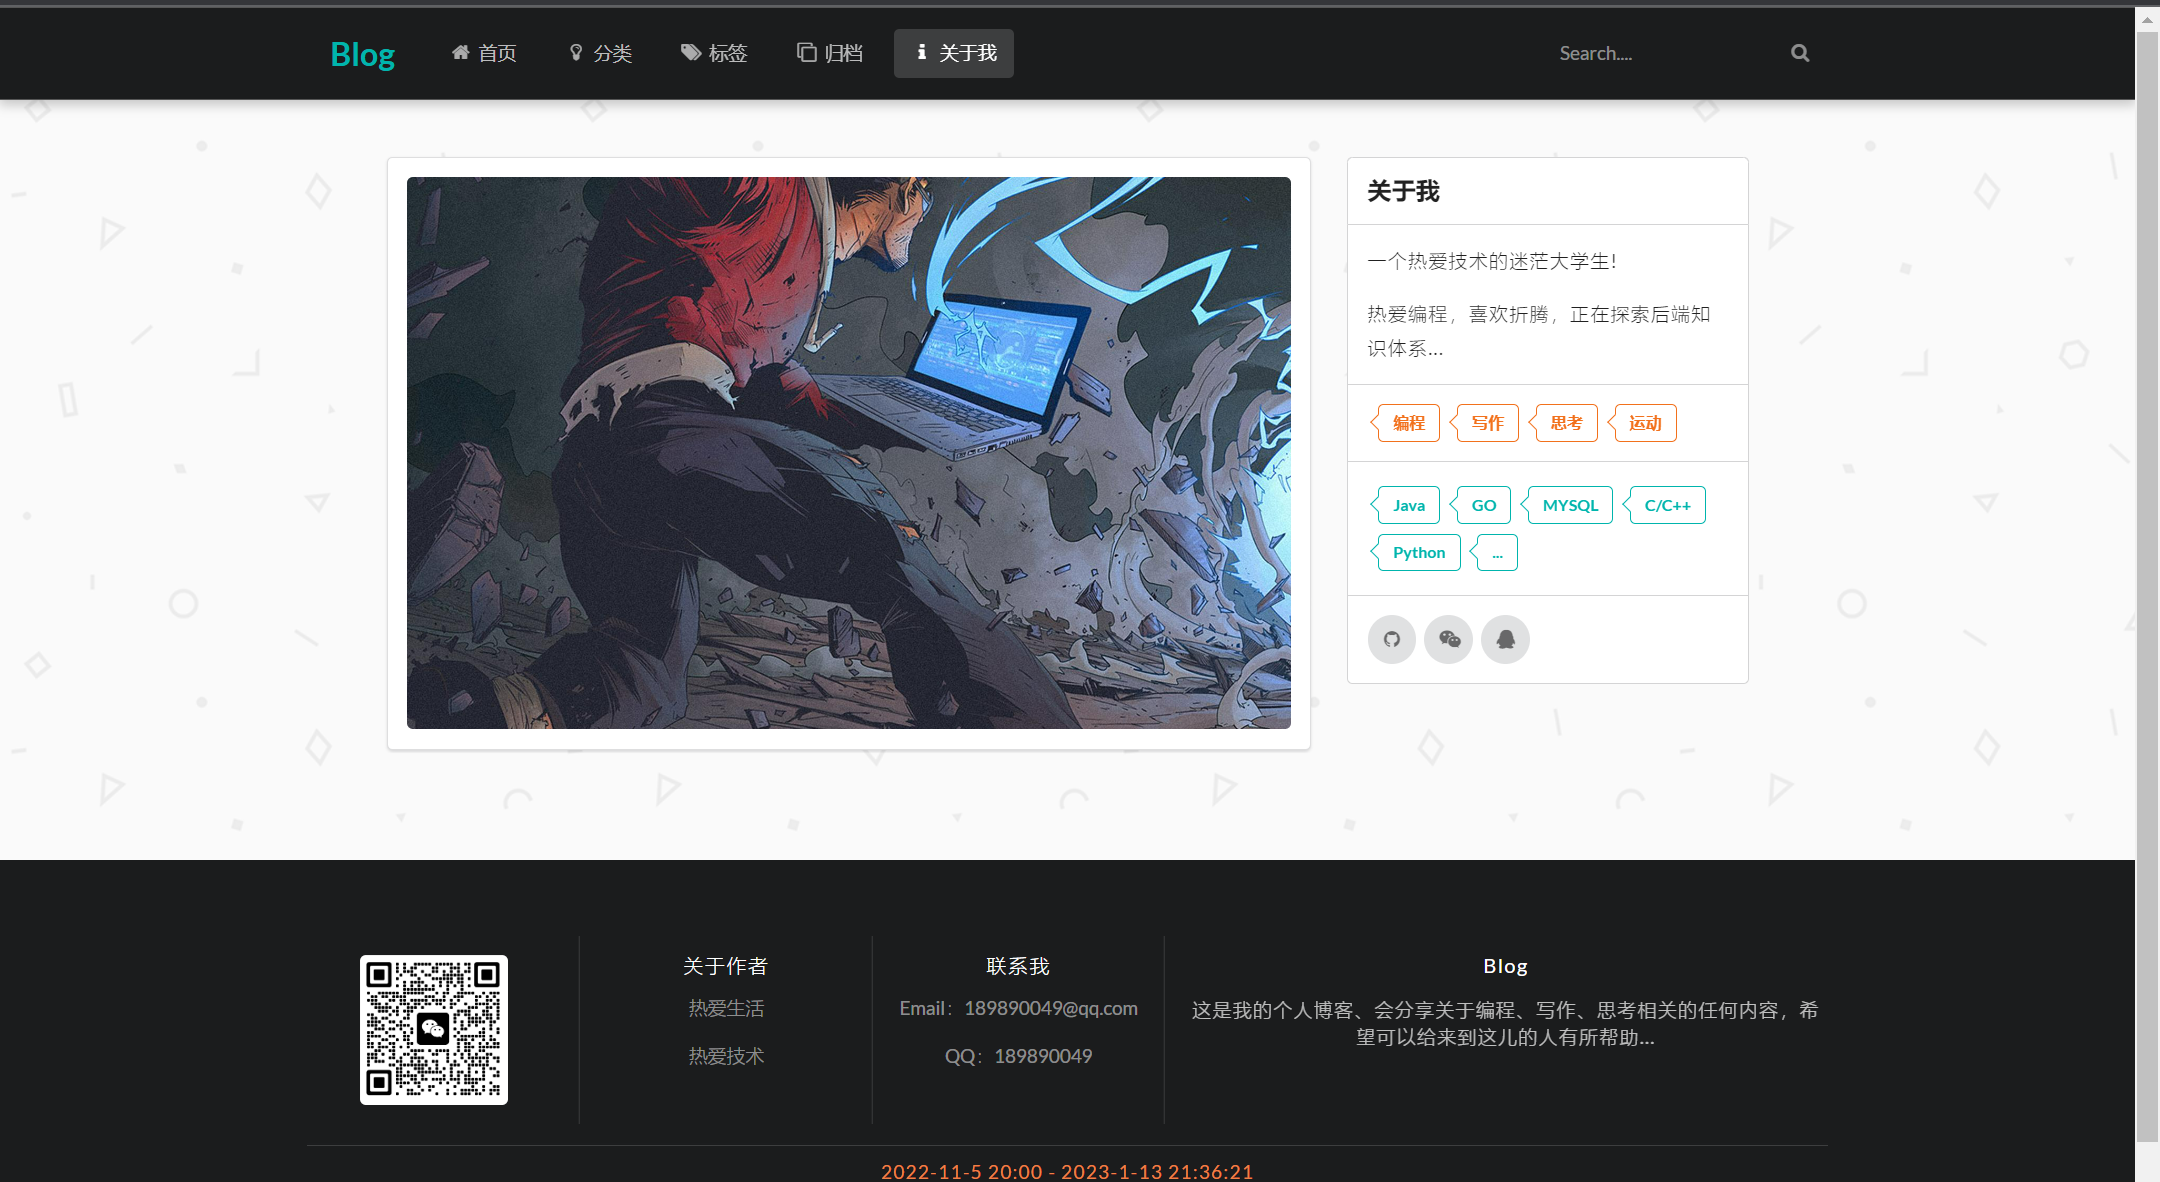 Blog 首页 分类 标签 归档 关于我 Search....
关于我
一个热爱技术的迷茫大学生!
热爱编程，喜欢折腾，正在探索后端知
识体系...
编程 写作 思考 运动
Java GO MYSQL C/C++
Python ...
关于作者
热爱生活
热爱技术
联系我
Email：189890049@qq.com
QQ：189890049
Blog
这是我的个人博客、会分享关于编程、写作、思考相关的任何内容，希
望可以给来到这儿的人有所帮助...
2022-11-5 20:00 - 2023-1-13 21:36:21